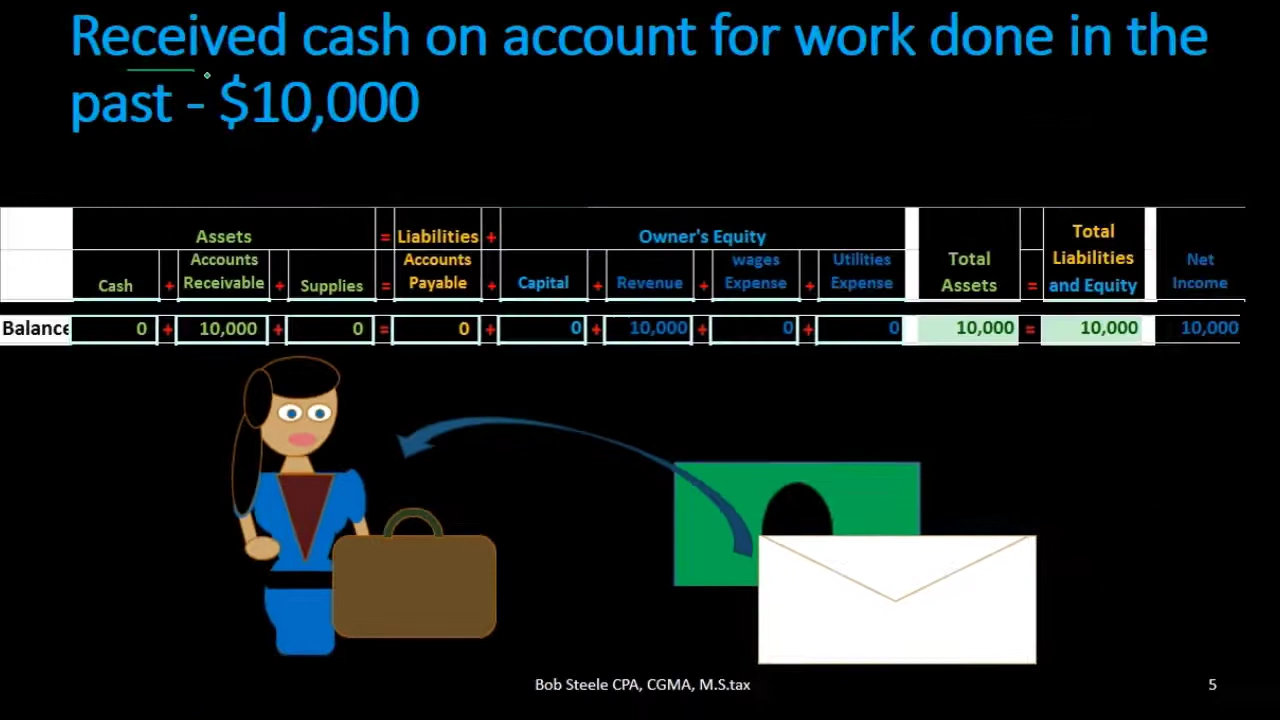 Received cash on account for work done in the
past - $10,000
Assets = Liabilities + Owner's Equity Total Assets = Total Liabilities and Equity Net Income
Cash + Accounts Receivable + Supplies = Accounts Payable + Capital + Revenue + wages Expense + Utilities Expense
Balance 0 + 10,000 + 0 = 0 + 0 + 10,000 + 0 + 0 10,000 = 10,000 10,000
Bob Steele CPA, CGMA, M.S.tax 5